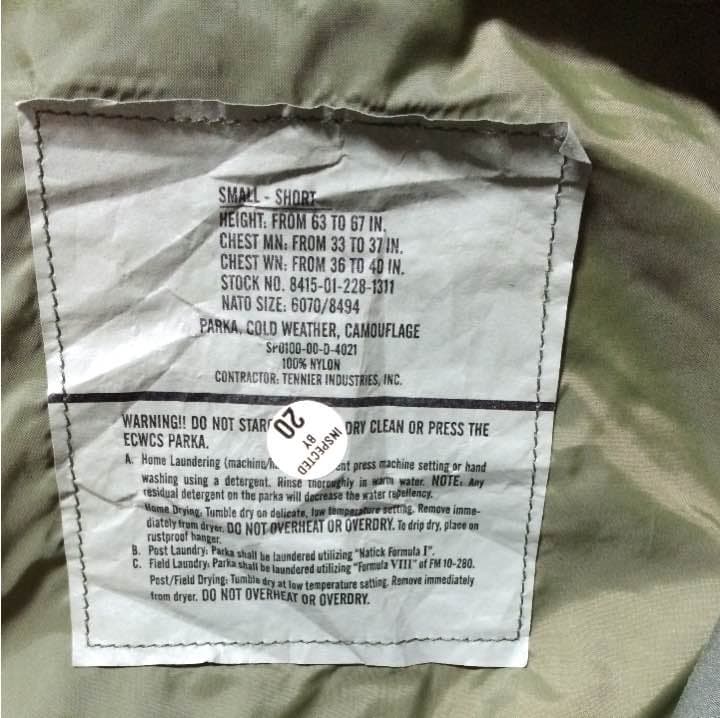 SMALL - SHORT
HEIGHT: FROM 63 TO 67 IN.
CHEST MN: FROM 33 TO 37 IN.
CHEST WN: FROM 36 TO 40 IN.
STOCK NO. 8415-01-228-1311
NATO SIZE: 6070/8494
PARKA, COLD WEATHER, CAMOUFLAGE
SP0100-00-D-4021
100% NYLON
CONTRACTOR: TENNIER INDUSTRIES, INC.
WARNING!! DO NOT DRY CLEAN OR PRESS THE
ECWCS PARKA.
INSPECTED
BY
20
A. Home Laundering (machine press machine setting or hand
washing using a detergent. Rinse thoroughly in warm water. NOTE: Any
residual detergent on the parka will decrease the water repellency.
Home Drying. Tumble dry on delicate, low temperature setting. Remove imme-
diately from dryer. DO NOT OVERHEAT OR OVERDRY. To drip dry, place on
rustproof hanger.
B. Post Laundry: Parka shall be laundered utilizing "Natick Formula I".
C. Field Laundry: Parka shall be laundered utilizing "Formula VIII" of FM 10-280.
Post/Field Drying: Tumble dry at low temperature satting. Remove immediately
from dryer. DO NOT OVERHEAT OR OVERDRY.